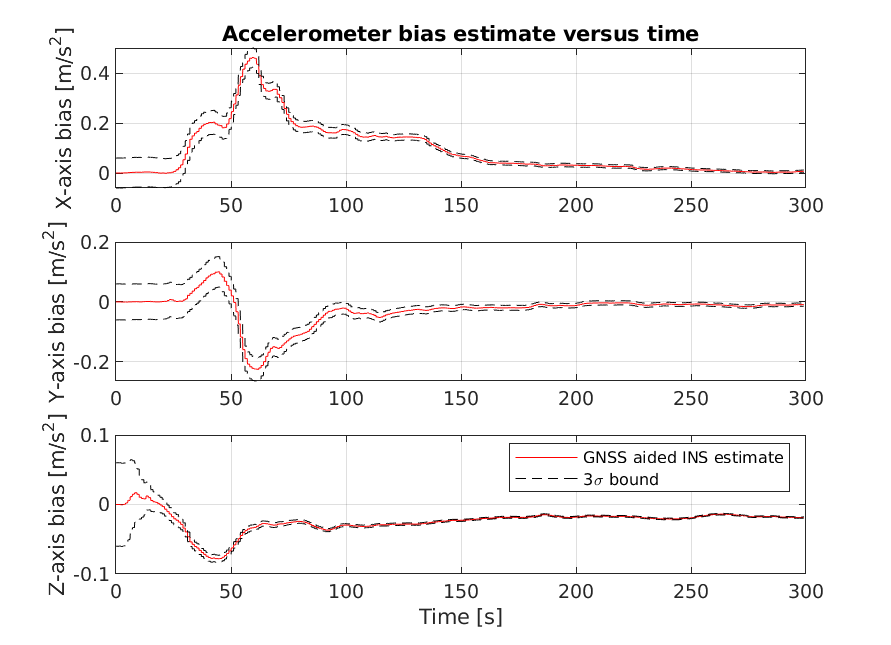 Accelerometer bias estimate versus time
X-axis bias [m/s²]
0.4
0.2
0
0 50 100 150 200 250 300
Y-axis bias [m/s²]
0.2
0
-0.2
0 50 100 150 200 250 300
Z-axis bias [m/s²]
0.1
0
-0.1
GNSS aided INS estimate
3σ bound
0 50 100 150 200 250 300
Time [s]